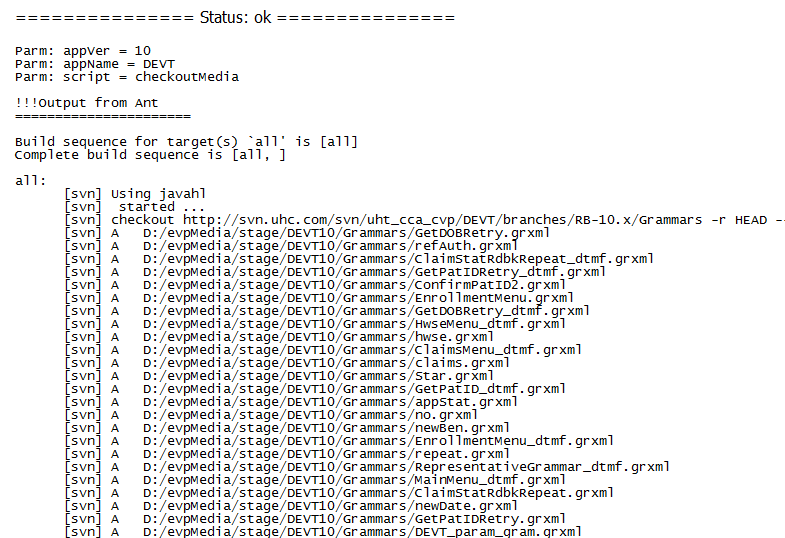 =============== Status: ok ===============
Parm: appVer = 10
Parm: appName = DEVT
Parm: script = checkoutMedia
!!!Output from Ant
======================
Build sequence for target(s) `all' is [all]
Complete build sequence is [all, ]
all:
[svn] Using javahl
[svn]  started ...
[svn] checkout http://svn.uhc.com/svn/uht_cca_cvp/DEVT/branches/RB-10.x/Grammars -r HEAD --
[svn] A   D:/evpMedia/stage/DEVT10/Grammars/GetDOBRetry.grxml
[svn] A   D:/evpMedia/stage/DEVT10/Grammars/refAuth.grxml
[svn] A   D:/evpMedia/stage/DEVT10/Grammars/ClaimStatRdbkRepeat_dtmf.grxml
[svn] A   D:/evpMedia/stage/DEVT10/Grammars/GetPatIDRetry_dtmf.grxml
[svn] A   D:/evpMedia/stage/DEVT10/Grammars/ConfirmPatID2.grxml
[svn] A   D:/evpMedia/stage/DEVT10/Grammars/EnrollmentMenu.grxml
[svn] A   D:/evpMedia/stage/DEVT10/Grammars/GetDOBRetry_dtmf.grxml
[svn] A   D:/evpMedia/stage/DEVT10/Grammars/HwseMenu_dtmf.grxml
[svn] A   D:/evpMedia/stage/DEVT10/Grammars/hwse.grxml
[svn] A   D:/evpMedia/stage/DEVT10/Grammars/ClaimsMenu_dtmf.grxml
[svn] A   D:/evpMedia/stage/DEVT10/Grammars/claims.grxml
[svn] A   D:/evpMedia/stage/DEVT10/Grammars/Star.grxml
[svn] A   D:/evpMedia/stage/DEVT10/Grammars/GetPatID_dtmf.grxml
[svn] A   D:/evpMedia/stage/DEVT10/Grammars/appStat.grxml
[svn] A   D:/evpMedia/stage/DEVT10/Grammars/no.grxml
[svn] A   D:/evpMedia/stage/DEVT10/Grammars/newBen.grxml
[svn] A   D:/evpMedia/stage/DEVT10/Grammars/EnrollmentMenu_dtmf.grxml
[svn] A   D:/evpMedia/stage/DEVT10/Grammars/repeat.grxml
[svn] A   D:/evpMedia/stage/DEVT10/Grammars/RepresentativeGrammar_dtmf.grxml
[svn] A   D:/evpMedia/stage/DEVT10/Grammars/MainMenu_dtmf.grxml
[svn] A   D:/evpMedia/stage/DEVT10/Grammars/ClaimStatRdbkRepeat.grxml
[svn] A   D:/evpMedia/stage/DEVT10/Grammars/newDate.grxml
[svn] A   D:/evpMedia/stage/DEVT10/Grammars/GetPatIDRetry.grxml
[svn] A   D:/evpMedia/stage/DEVT10/Grammars/DEVT_param_gram.grxml